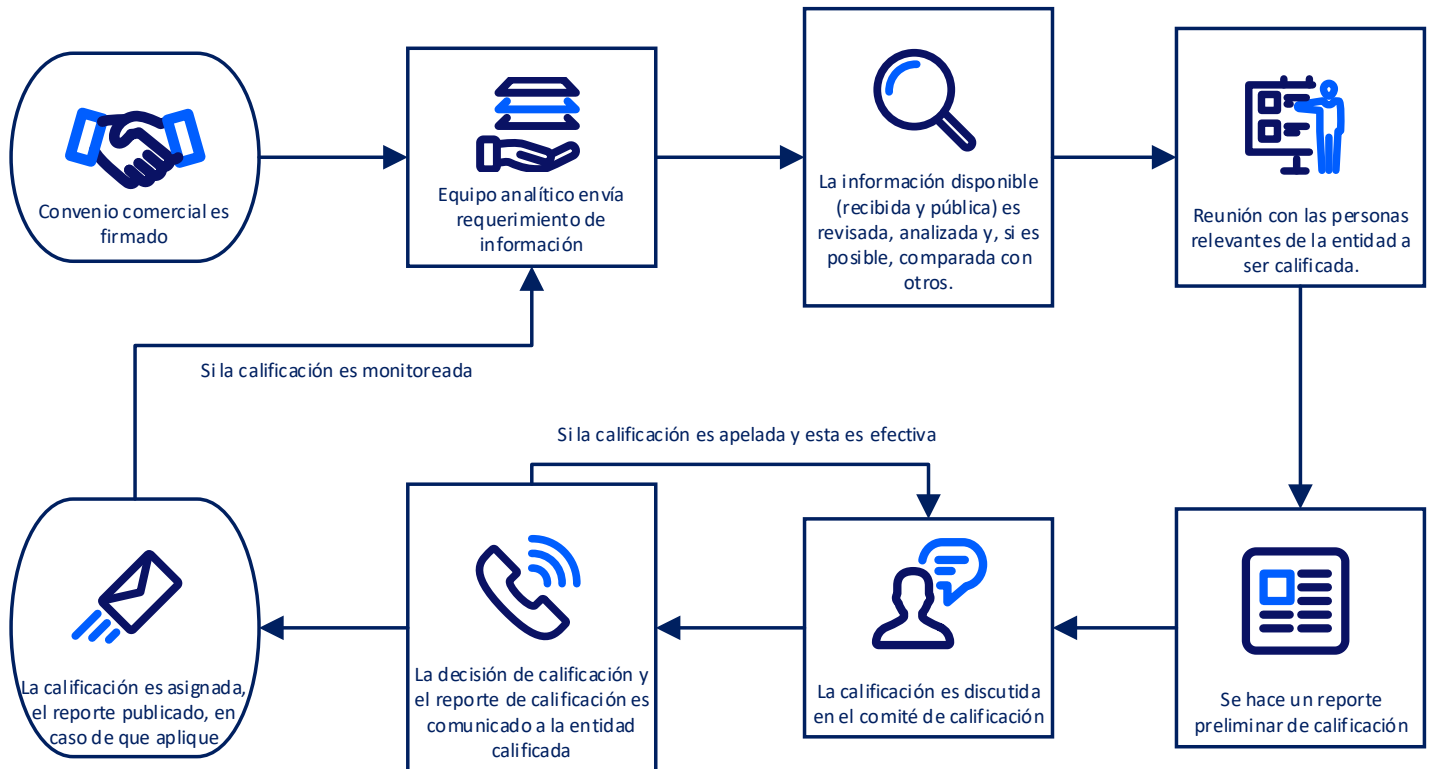 Convenio comercial es
firmado
Equipo analítico envía
requerimiento de
información
La información disponible
(recibida y pública) es
revisada, analizada y, si es
posible, comparada con
otros.
Reunión con las personas
relevantes de la entidad a
ser calificada.
Si la calificación es monitoreada
Si la calificación es apelada y esta es efectiva
La calificación es asignada,
el reporte publicado, en
caso de que aplique
La decisión de calificación y
el reporte de calificación es
comunicado a la entidad
calificada
La calificación es discutida
en el comité de calificación
Se hace un reporte
preliminar de calificación